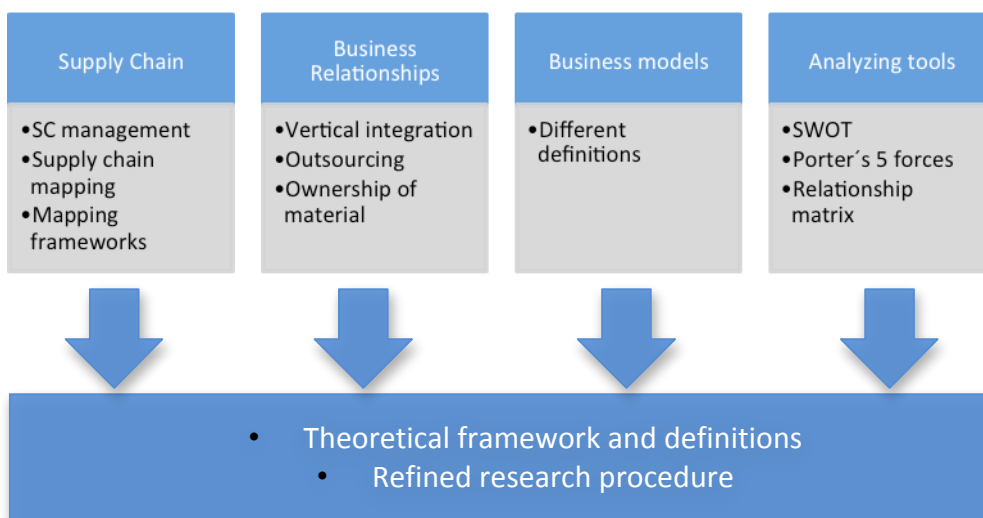 Supply Chain
•SC management
•Supply chain
mapping
•Mapping
frameworks
Business
Relationships
•Vertical integration
•Outsourcing
•Ownership of
material
Business models
•Different
definitions
Analyzing tools
•SWOT
•Porter´s 5 forces
•Relationship
matrix
• Theoretical framework and definitions
• Refined research procedure